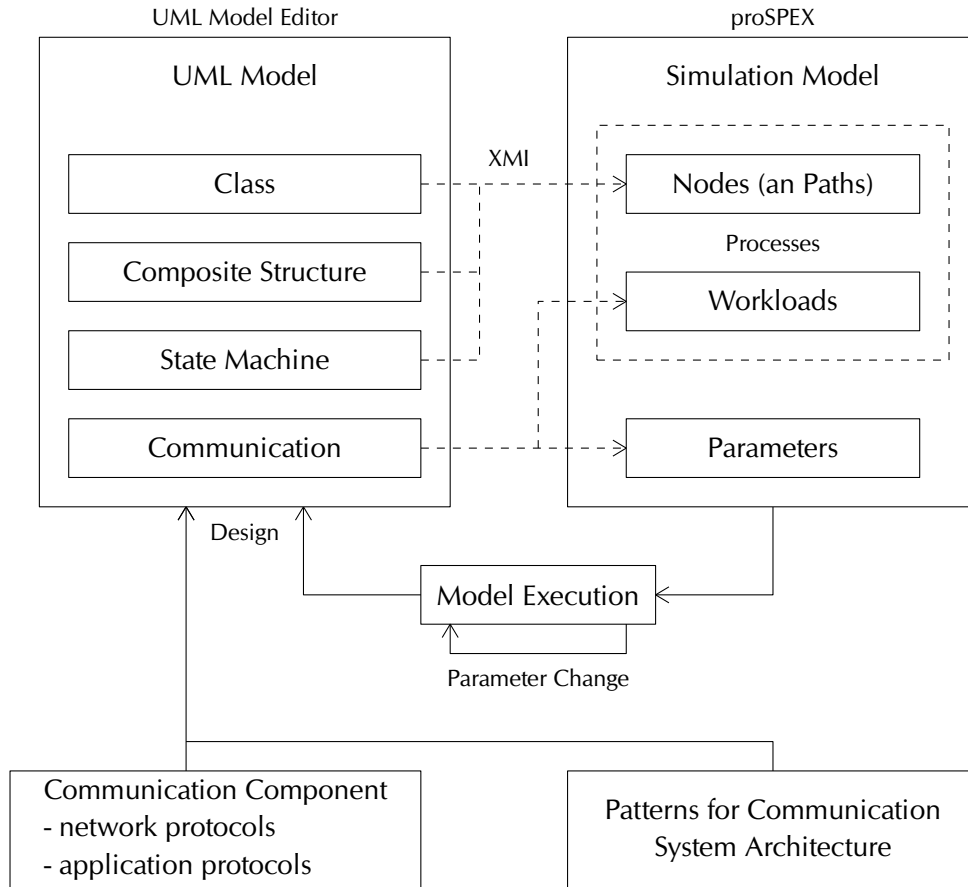 UML Model Editor
proSPEX
UML Model
Simulation Model
Class
XMI
Nodes (an Paths)
Processes
Composite Structure
Workloads
State Machine
Communication
Parameters
Design
Model Execution
Parameter Change
Communication Component
- network protocols
- application protocols
Patterns for Communication
System Architecture